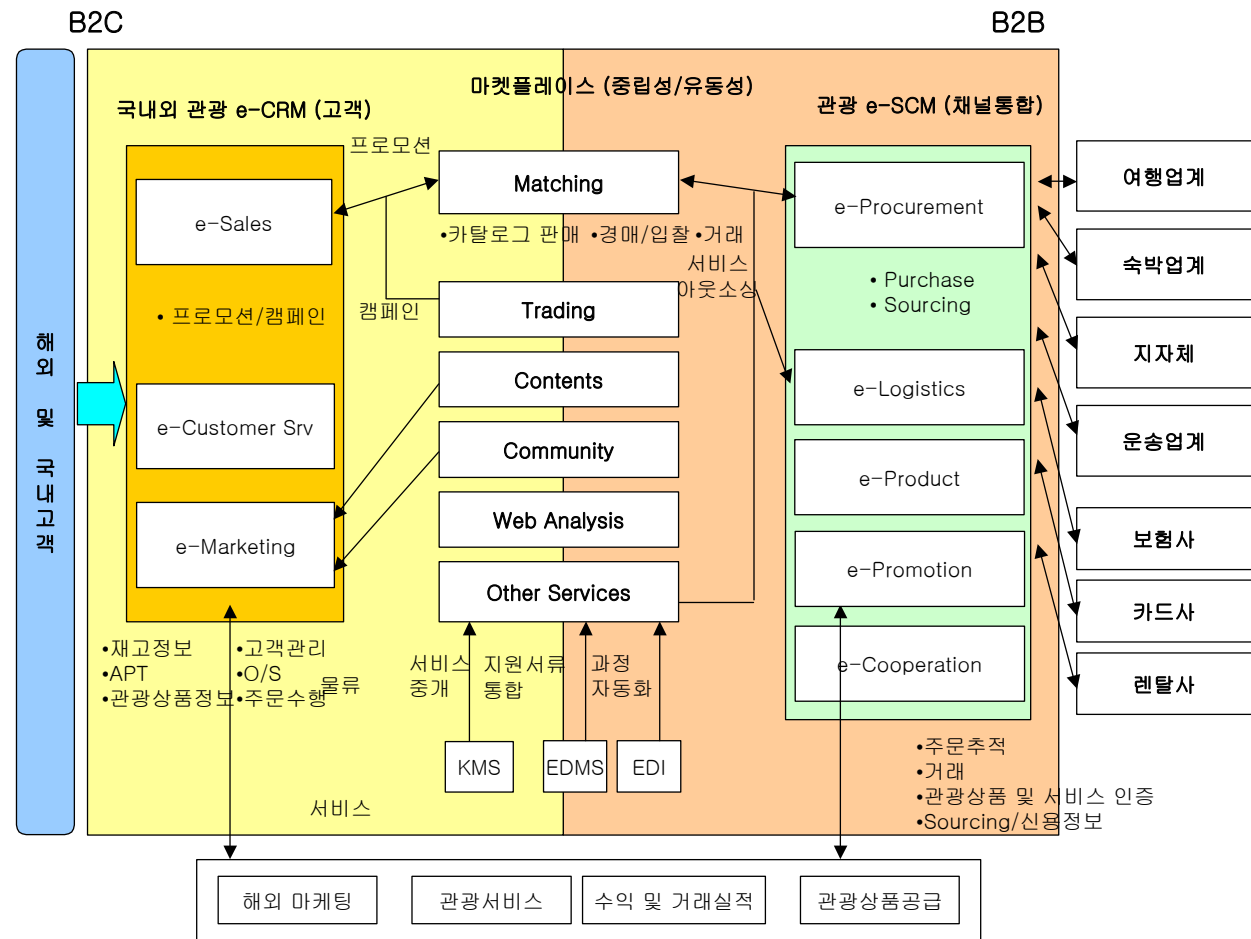 B2C
B2B
마켓플레이스 (중립성/유동성)
국내외 관광 e-CRM (고객)
관광 e-SCM (채널통합)
해외 및 국내고객
프로모션
e-Sales
• 프로모션/캠페인
e-Customer Srv
e-Marketing
캠페인
Matching
•카탈로그 판매 •경매/입찰 •거래
서비스
아웃소싱
Trading
Contents
Community
Web Analysis
Other Services
e-Procurement
• Purchase
• Sourcing
e-Logistics
e-Product
e-Promotion
e-Cooperation
여행업계
숙박업계
지자체
운송업계
보험사
카드사
렌탈사
•재고정보
•APT
•관광상품정보
•고객관리
•O/S
•주문수행
물류
서비스
중개
지원서류
통합
과정
자동화
KMS
EDMS
EDI
서비스
•주문추적
•거래
•관광상품 및 서비스 인증
•Sourcing/신용정보
해외 마케팅
관광서비스
수익 및 거래실적
관광상품공급